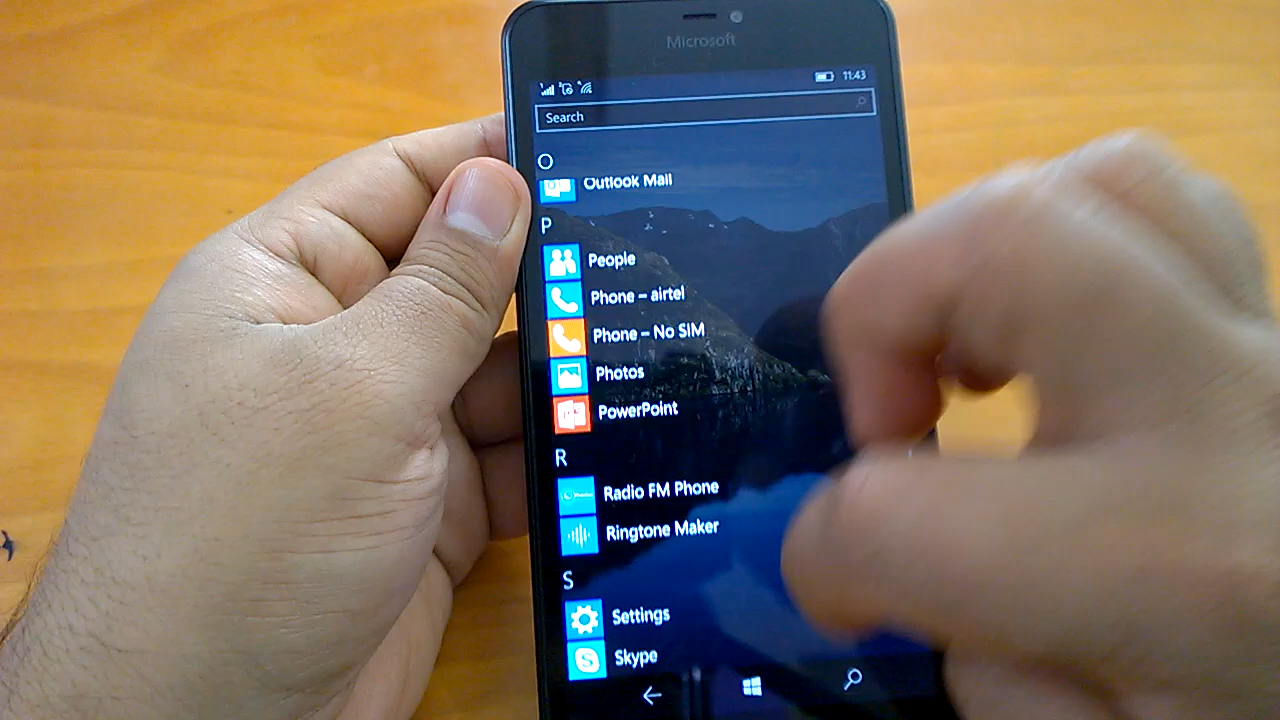 Microsoft
11:43
Search
O
Outlook Mail
P
People
Phone – airtel
Phone – No SIM
Photos
PowerPoint
R
Radio FM Phone
Ringtone Maker
S
Settings
Skype